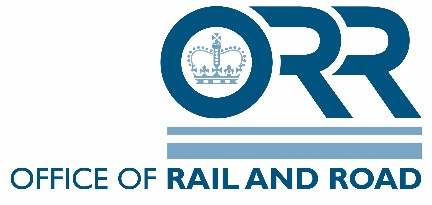 ORR
OFFICE OF RAIL AND ROAD